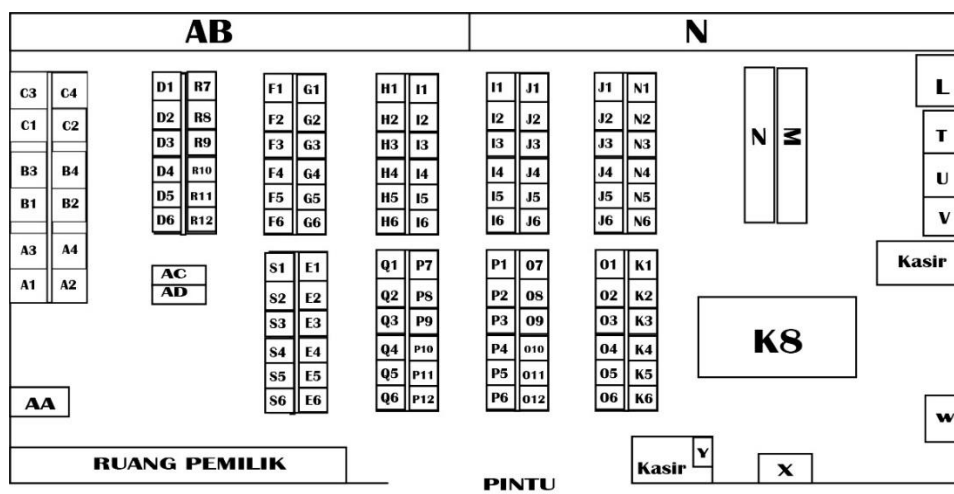 AB N
C3 C4 D1 R7 F1 G1 H1 I1 I1 J1 J1 N1 L
C1 C2 D2 R8 F2 G2 H2 I2 I2 J2 J2 N2 N M T
D3 R9 F3 G3 H3 I3 I3 J3 J3 N3
B3 B4 D4 R10 F4 G4 H4 I4 I4 J4 J4 N4 U
B1 B2 D5 R11 F5 G5 H5 I5 I5 J5 J5 N5
D6 R12 F6 G6 H6 I6 I6 J6 J6 N6 V
A3 A4
S1 E1 Q1 P7 P1 O7 O1 K1 Kasir
AC
A1 A2 S2 E2 Q2 P8 P2 O8 O2 K2
AD
S3 E3 Q3 P9 P3 O9 O3 K3 K8
S4 E4 Q4 P10 P4 O10 O4 K4
S5 E5 Q5 P11 P5 O11 O5 K5
AA S6 E6 Q6 P12 P6 O12 O6 K6 W
RUANG PEMILIK Kasir Y X
PINTU